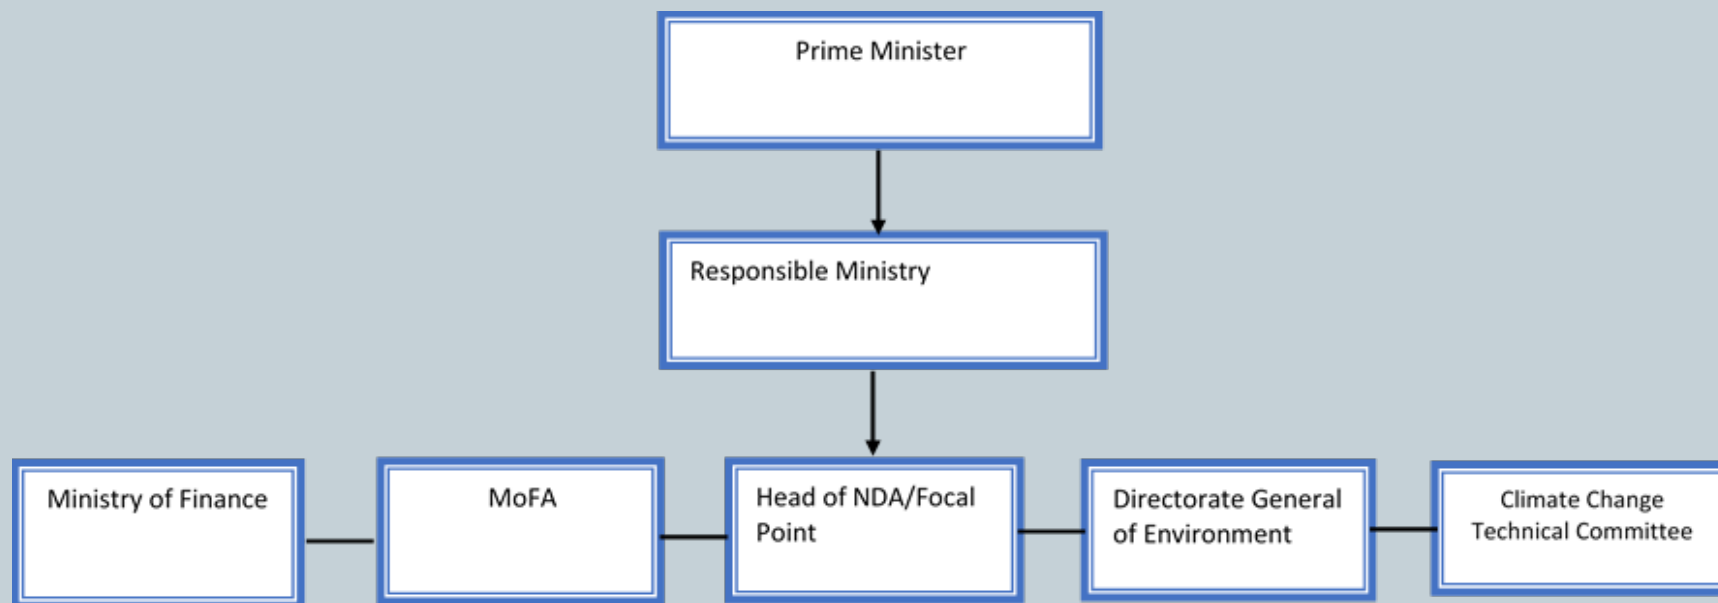 Prime Minister
Responsible Ministry
Ministry of Finance
MoFA
Head of NDA/Focal
Point
Directorate General
of Environment
Climate Change
Technical Committee